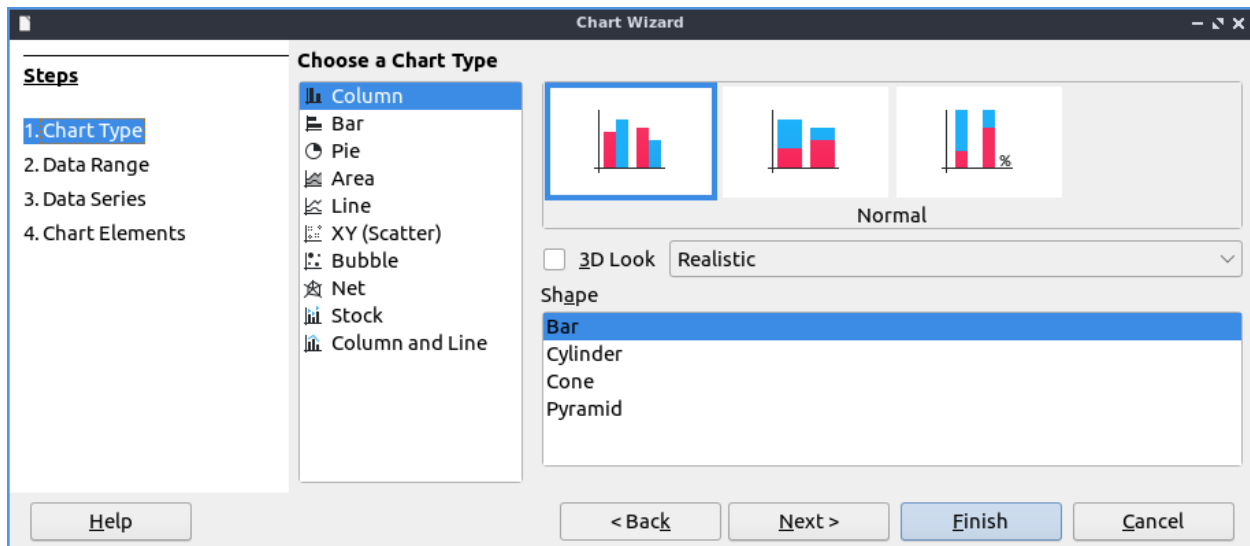 Chart Wizard
Steps
1. Chart Type
2. Data Range
3. Data Series
4. Chart Elements
Choose a Chart Type
Column
Bar
Pie
Area
Line
XY (Scatter)
Bubble
Net
Stock
Column and Line
%
Normal
3D Look
Realistic
Shape
Bar
Cylinder
Cone
Pyramid
Help
< Back
Next >
Finish
Cancel